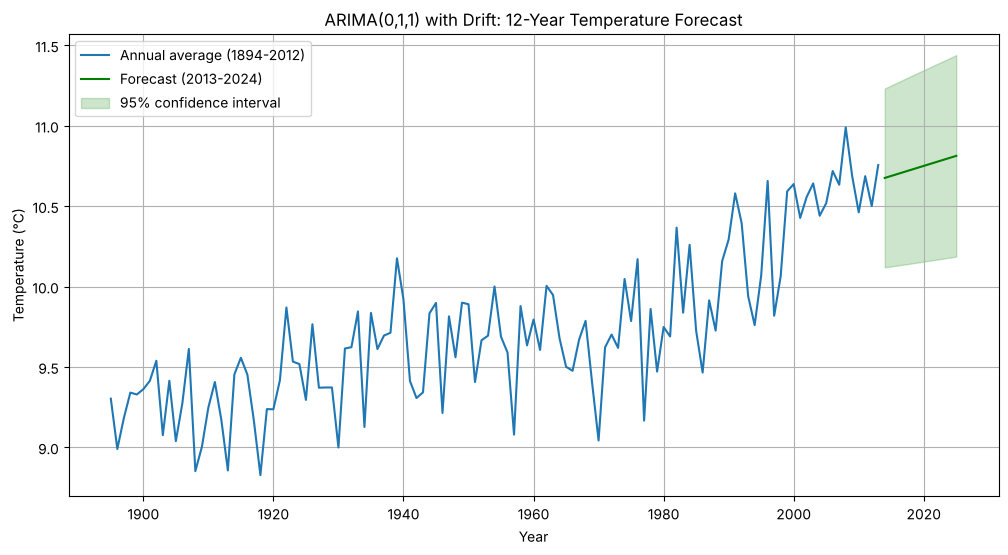 ARIMA(0,1,1) with Drift: 12-Year Temperature Forecast
Annual average (1894-2012)
Forecast (2013-2024)
95% confidence interval
11.5
11.0
10.5
10.0
9.5
9.0
Temperature (°C)
1900
1920
1940
1960
1980
2000
2020
Year